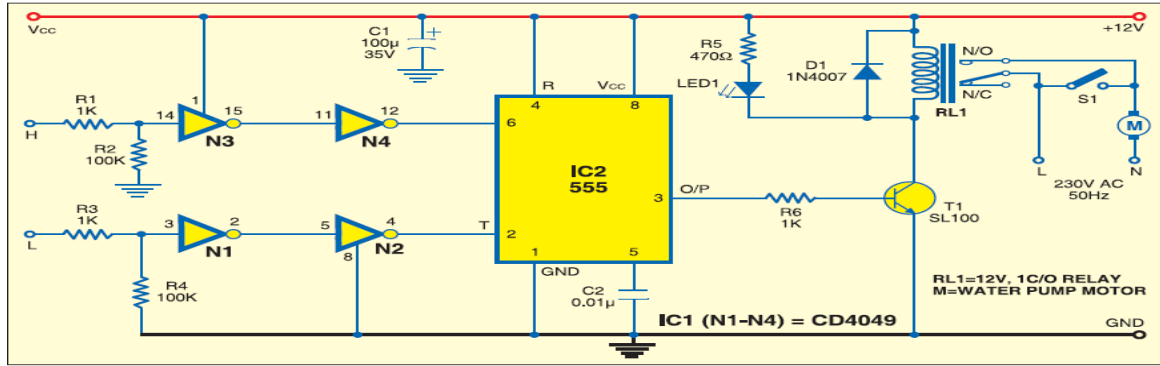 Vcc
+12V
C1
100µ
35V
R5
470Ω
D1
1N4007
LED1
N/O
N/C
RL1
S1
M
R1
1K
H
R2
100K
14
1
15
N3
11
12
N4
R
4
Vcc
8
6
IC2
555
3
O/P
R6
1K
T1
SL100
L
N
230V AC
50Hz
R3
1K
L
3
2
N1
5
4
8
N2
T
2
1
GND
5
R4
100K
C2
0.01µ
RL1=12V, 1C/O RELAY
M=WATER PUMP MOTOR
IC1 (N1-N4) = CD4049
GND